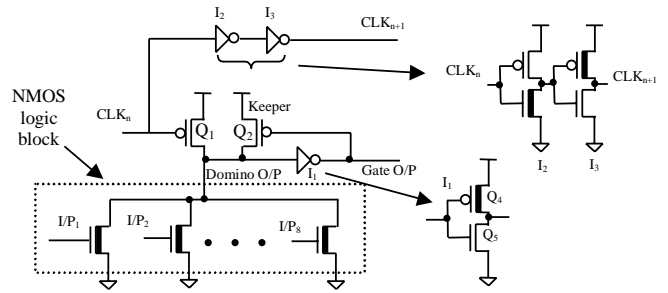 I₂ I₃ CLKₙ₊₁
NMOS
logic
block
CLKₙ
Keeper
Q₁ Q₂
Domino O/P I₁ Gate O/P
I/P₁ I/P₂ I/P₈
CLKₙ CLKₙ₊₁
I₂ I₃
I₁
Q₄
Q₅